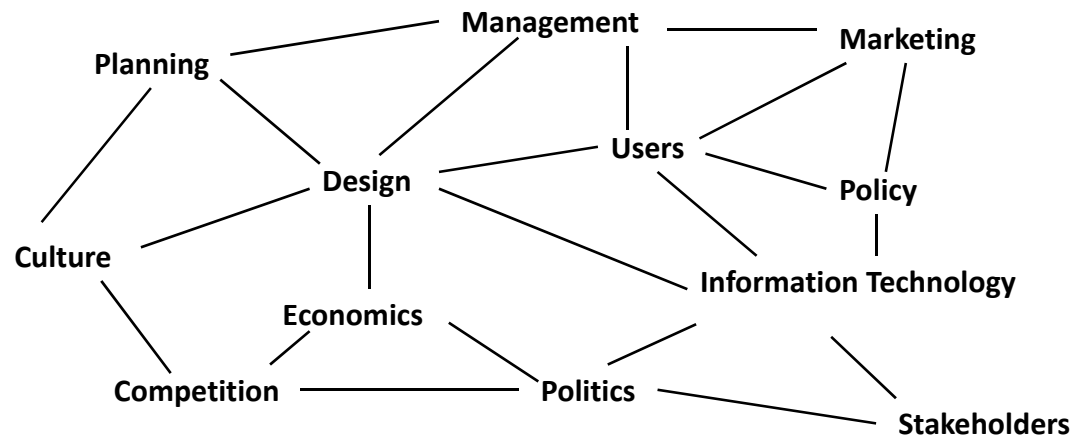 Management
Marketing
Planning
Users
Design
Policy
Culture
Information Technology
Economics
Competition
Politics
Stakeholders